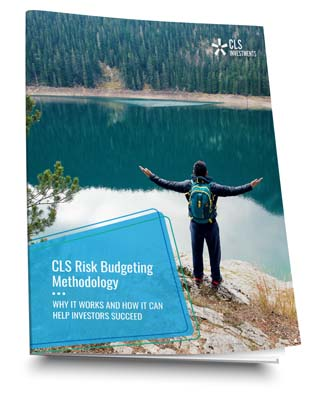 CLS
INVESTMENTS
CLS Risk Budgeting
Methodology
WHY IT WORKS AND HOW IT CAN
HELP INVESTORS SUCCEED